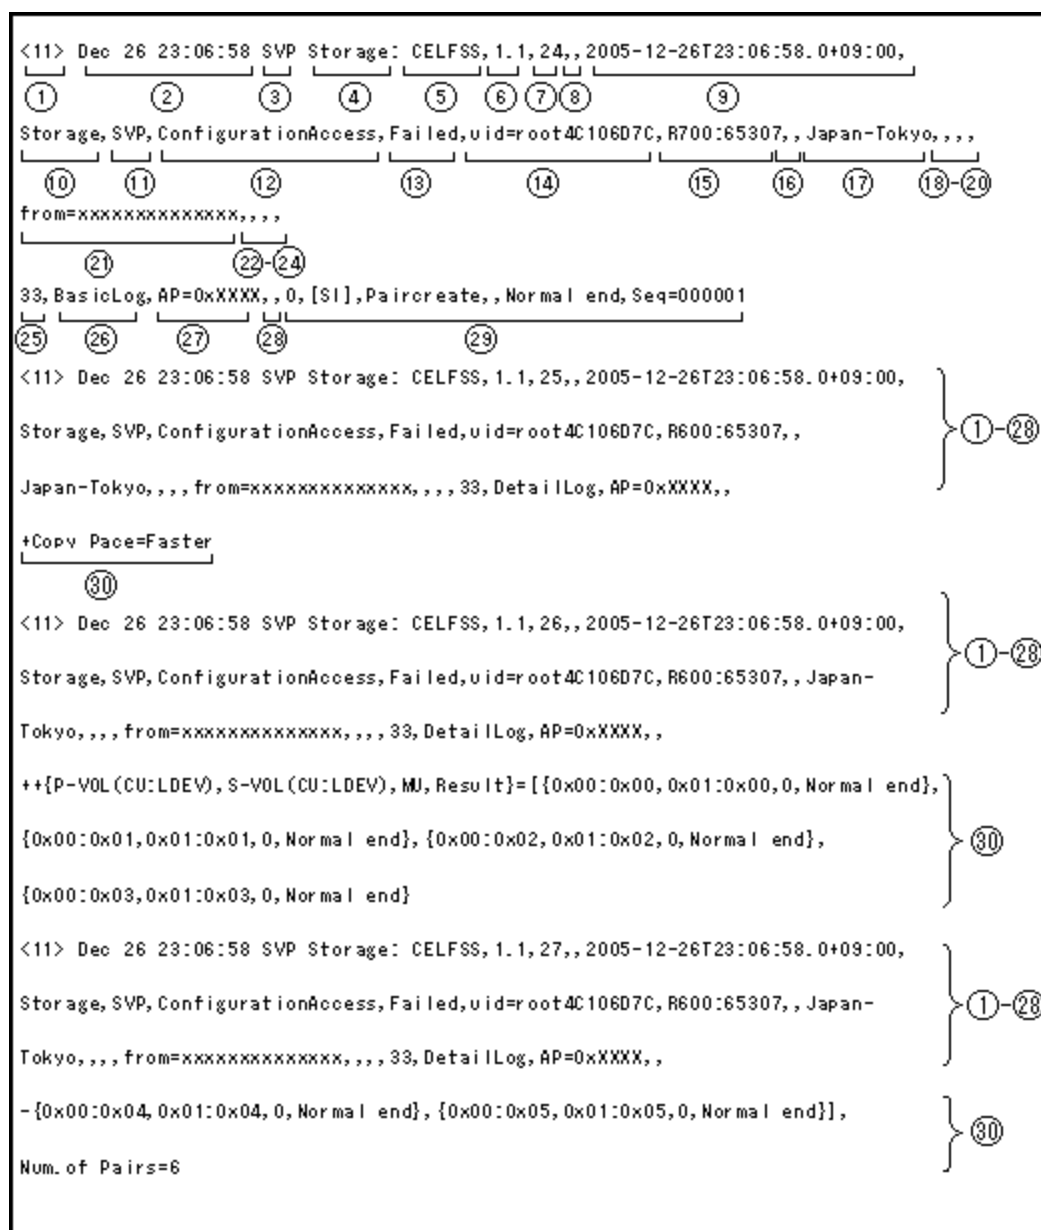 <11> Dec 26 23:06:58 SVP Storage: CELFSS,1.1,24,,2005-12-26T23:06:58.0+09:00,
① ② ③ ④ ⑤ ⑥ ⑦ ⑧ ⑨
Storage,SVP,ConfigurationAccess,Failed,uid=root4C106D7C,R700:65307,,Japan-Tokyo,,,,
⑩ ⑪ ⑫ ⑬ ⑭ ⑮ ⑯ ⑰ ⑱-⑳
from=xxxxxxxxxxxxxx,,,,
㉑ ㉒-㉔
33,BasicLog,AP=0xXXXX,,0,[SI],Paircreate,,Normal end,Seq=000001
㉕ ㉖ ㉗ ㉘ ㉙
<11> Dec 26 23:06:58 SVP Storage: CELFSS,1.1,25,,2005-12-26T23:06:58.0+09:00,
Storage,SVP,ConfigurationAccess,Failed,uid=root4C106D7C,R600:65307,, ①-㉘
Japan-Tokyo,,,,from=xxxxxxxxxxxxxx,,,,33,DetailLog,AP=0xXXXX,,
+Copy Pace=Faster
㉚
<11> Dec 26 23:06:58 SVP Storage: CELFSS,1.1,26,,2005-12-26T23:06:58.0+09:00,
①-㉘
Storage,SVP,ConfigurationAccess,Failed,uid=root4C106D7C,R600:65307,,Japan-
Tokyo,,,,from=xxxxxxxxxxxxxx,,,,33,DetailLog,AP=0xXXXX,,
++{P-VOL(CU:LDEV),S-VOL(CU:LDEV),MU,Result}=[{0x00:0x00,0x01:0x00,0,Normal end},
{0x00:0x01,0x01:0x01,0,Normal end},{0x00:0x02,0x01:0x02,0,Normal end}, ㉚
{0x00:0x03,0x01:0x03,0,Normal end}
<11> Dec 26 23:06:58 SVP Storage: CELFSS,1.1,27,,2005-12-26T23:06:58.0+09:00,
Storage,SVP,ConfigurationAccess,Failed,uid=root4C106D7C,R600:65307,,Japan- ①-㉘
Tokyo,,,,from=xxxxxxxxxxxxxx,,,,33,DetailLog,AP=0xXXXX,,
-{0x00:0x04,0x01:0x04,0,Normal end},{0x00:0x05,0x01:0x05,0,Normal end}],
㉚
Num.of Pairs=6